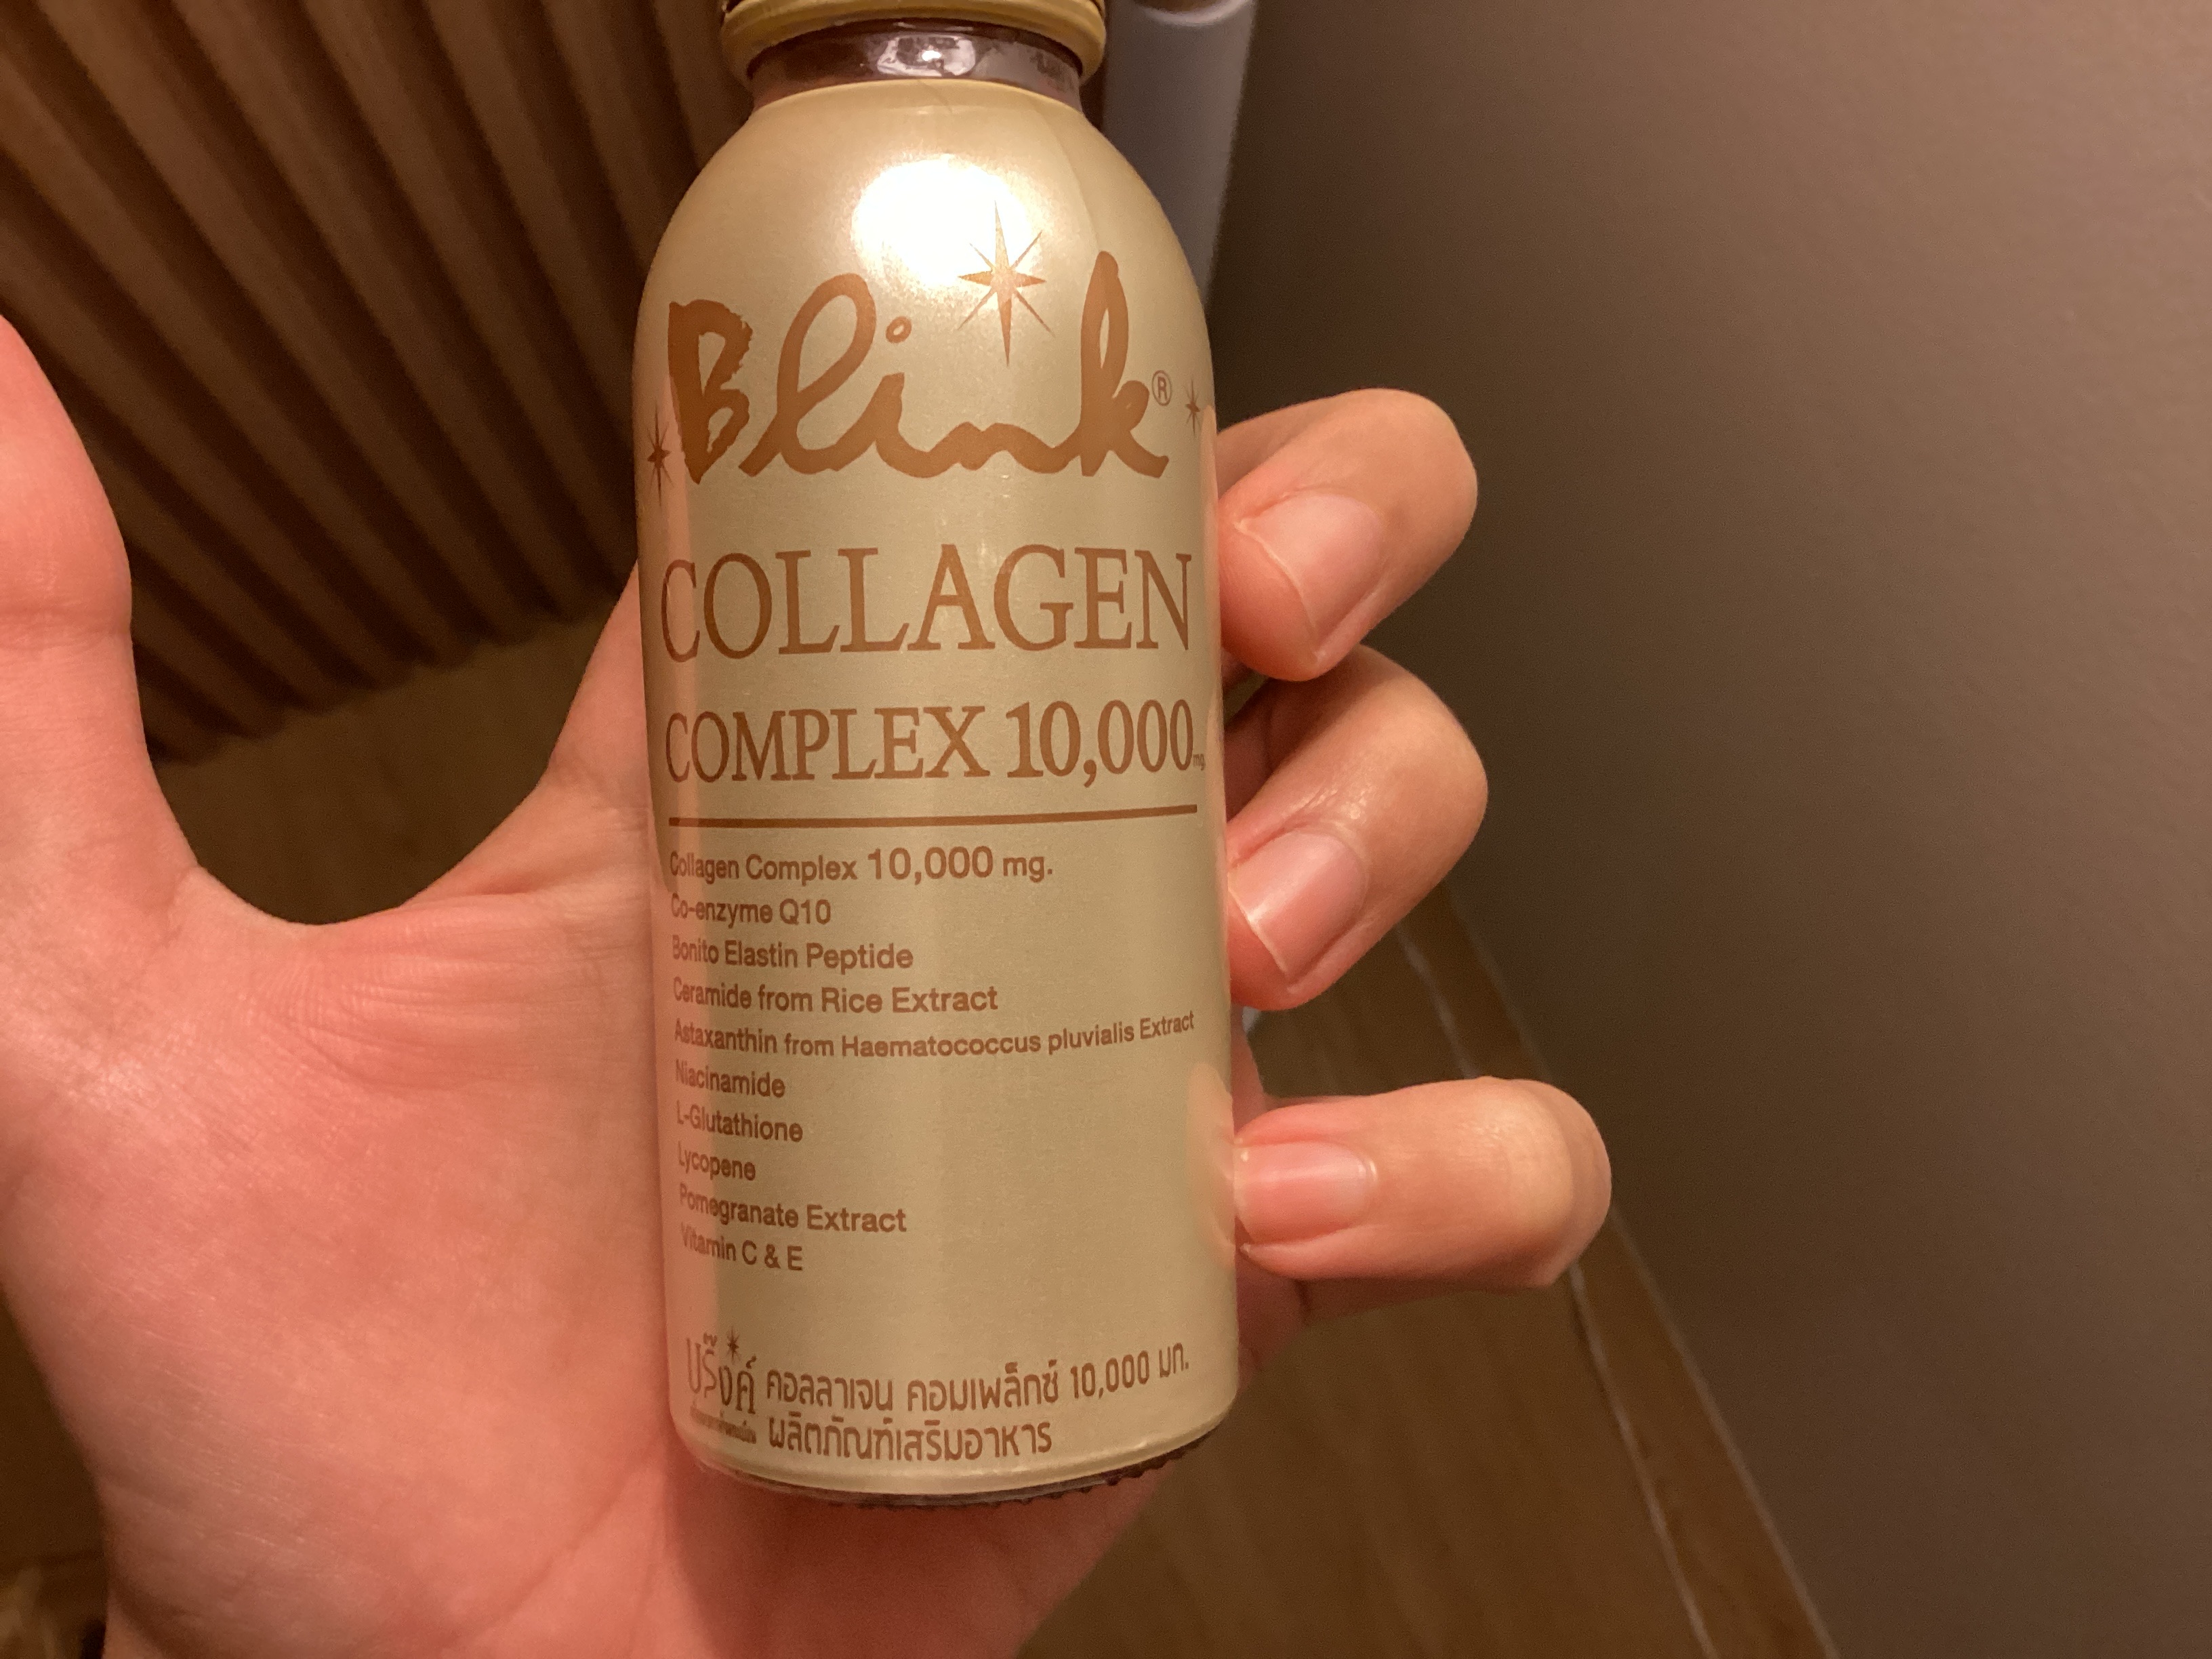 Blink®
COLLAGEN
COMPLEX 10,000 mg.
Collagen Complex 10,000 mg.
Co-enzyme Q10
Bonito Elastin Peptide
Ceramide from Rice Extract
Astaxanthin from Haematococcus pluvialis Extract
Niacinamide
L-Glutathione
Lycopene
Pomegranate Extract
Vitamin C & E
บริ๊งค์ คอลลาเจน คอมเพล็กซ์ 10,000 มก.
ผลิตภัณฑ์เสริมอาหาร